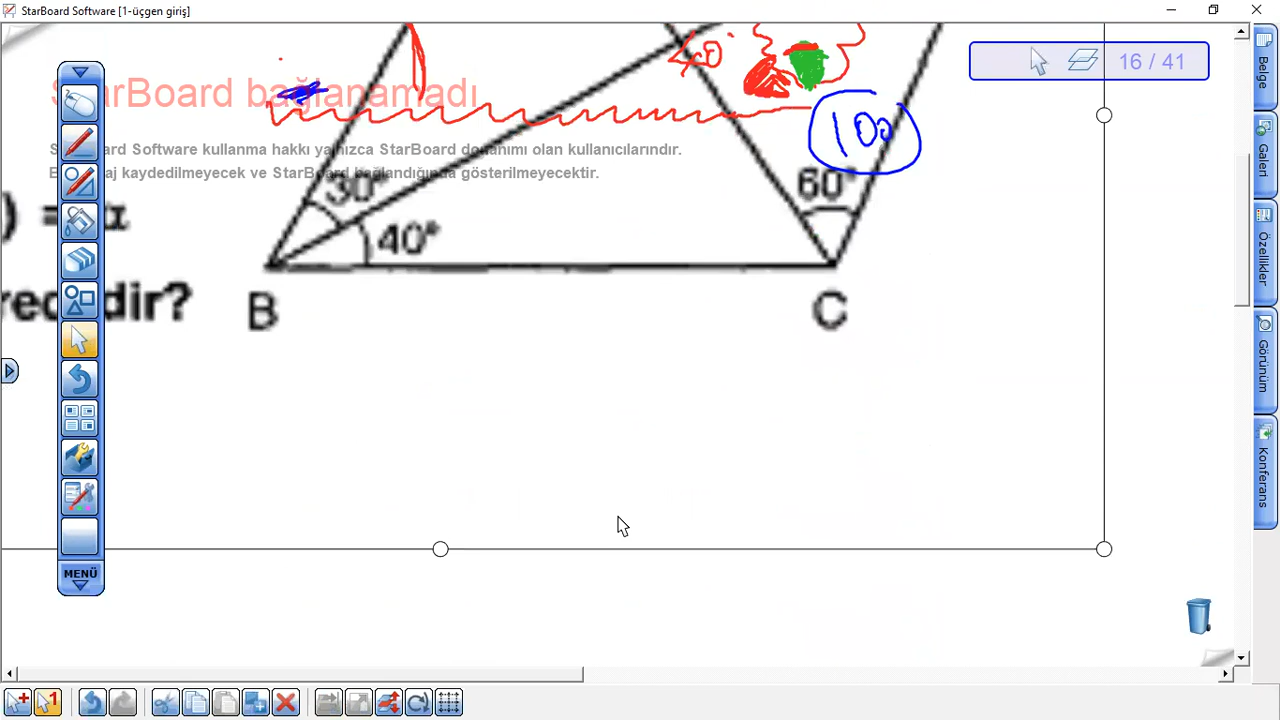 StarBoard Software [1-üçgen giriş]
16 / 41
StarBoard bağlanamadı
StarBoard Software kullanma hakkı yalnızca StarBoard donanımı olan kullanıcılarındır.
kaydedilmeyecek ve StarBoard bağlandığında gösterilmeyecektir.
100
30°
60°
40°
) = α
dir?
B
C
MENÜ
Belge
Galeri
Özellikler
Görünüm
Konferans